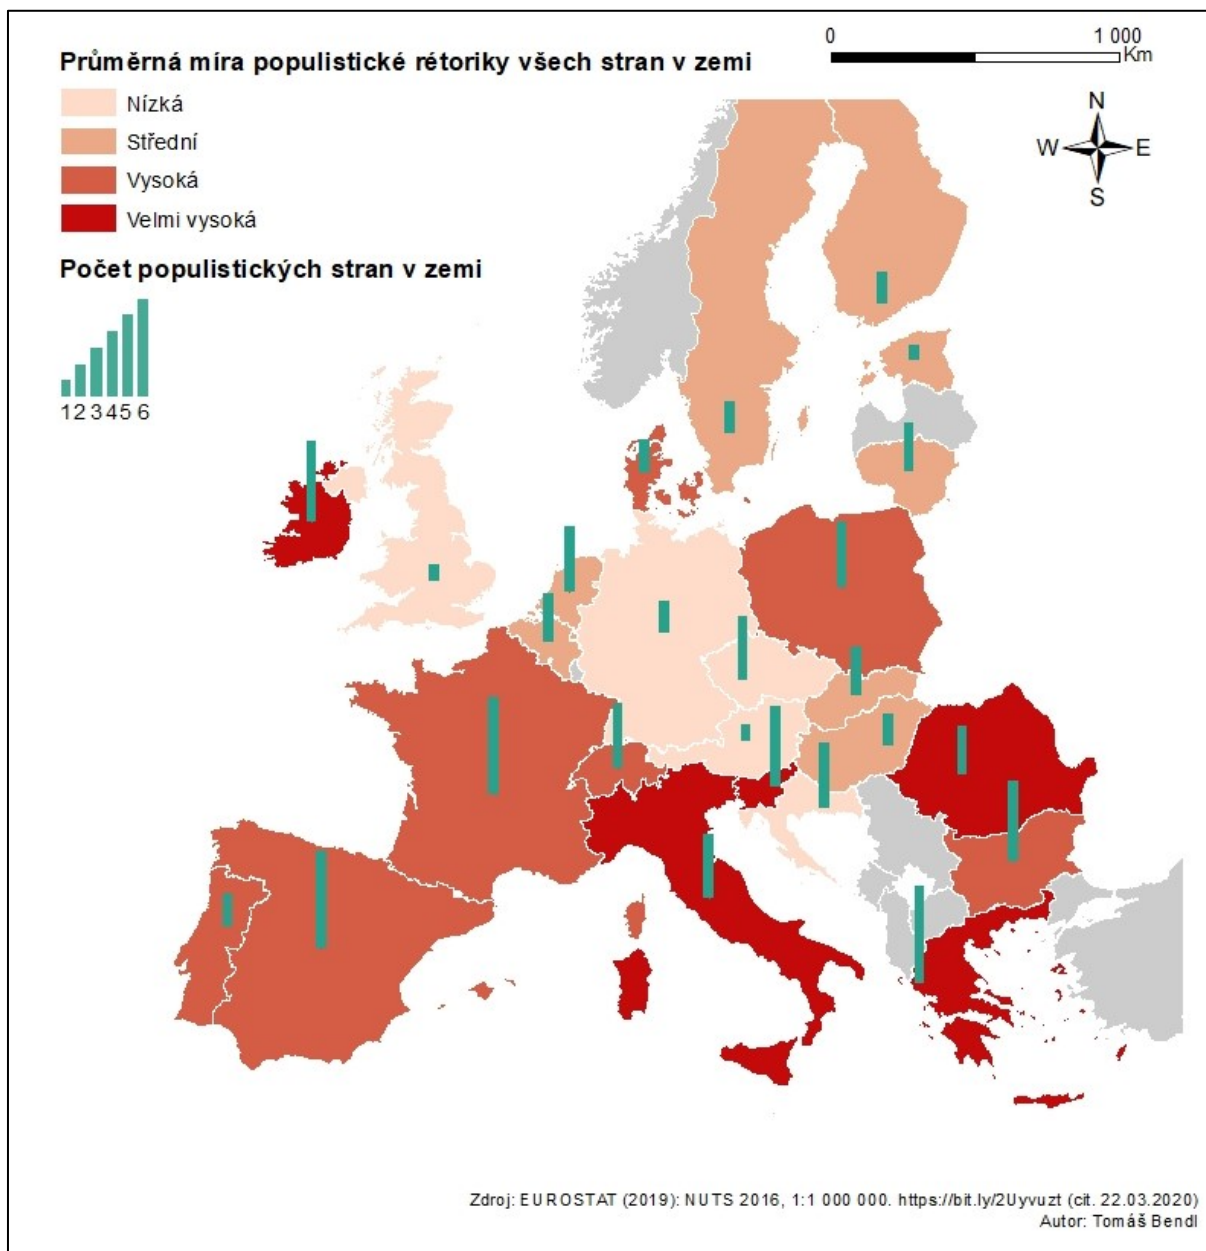 Průměrná míra populistické rétoriky všech stran v zemi
Nízká
Střední
Vysoká
Velmi vysoká
Počet populistických stran v zemi
1 2 3 4 5 6
0 1 000
Km
N
W E
S
Zdroj: EUROSTAT (2019): NUTS 2016, 1:1 000 000. https://bit.ly/2Uyvuzt (cit. 22.03.2020)
Autor: Tomáš Bendl